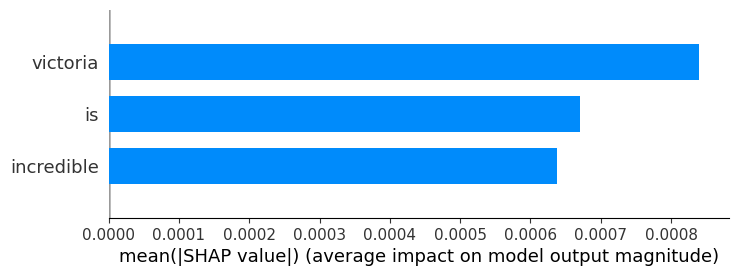 victoria
is
incredible
0.0000 0.0001 0.0002 0.0003 0.0004 0.0005 0.0006 0.0007 0.0008
mean(|SHAP value|) (average impact on model output magnitude)